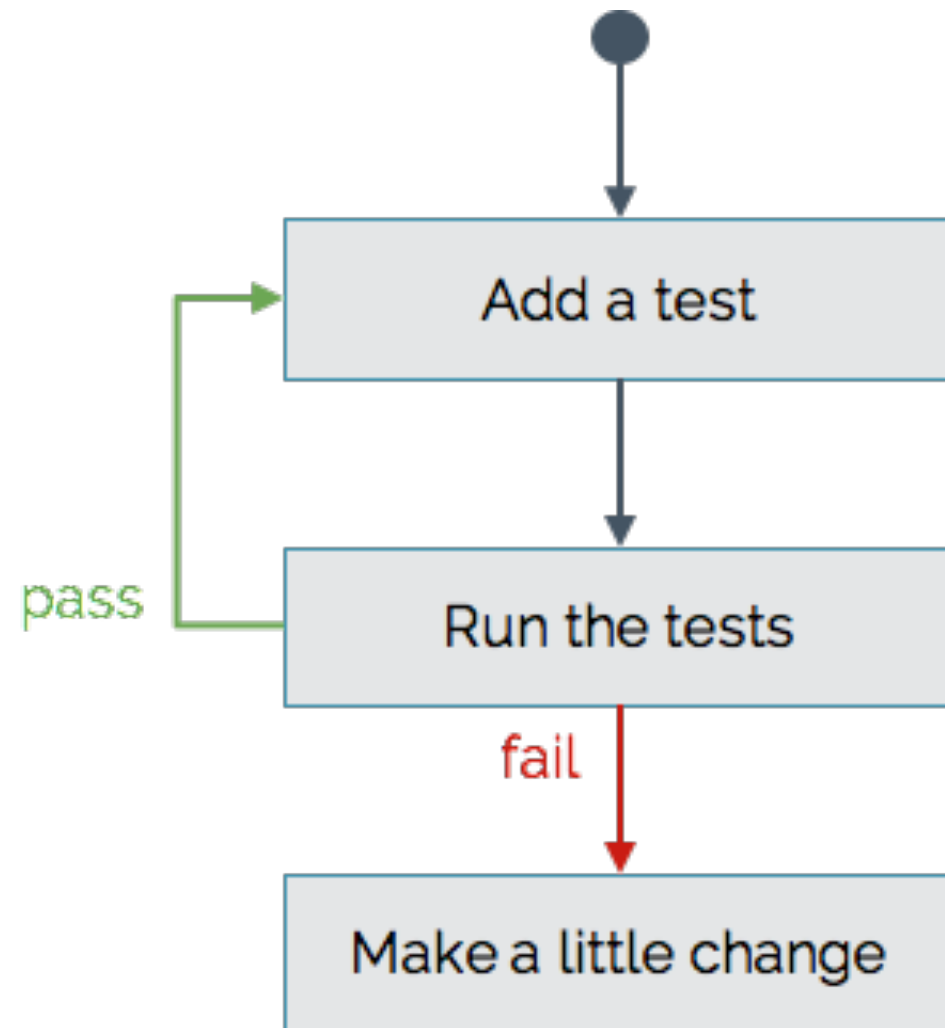 Add a test
Run the tests
pass
fail
Make a little change